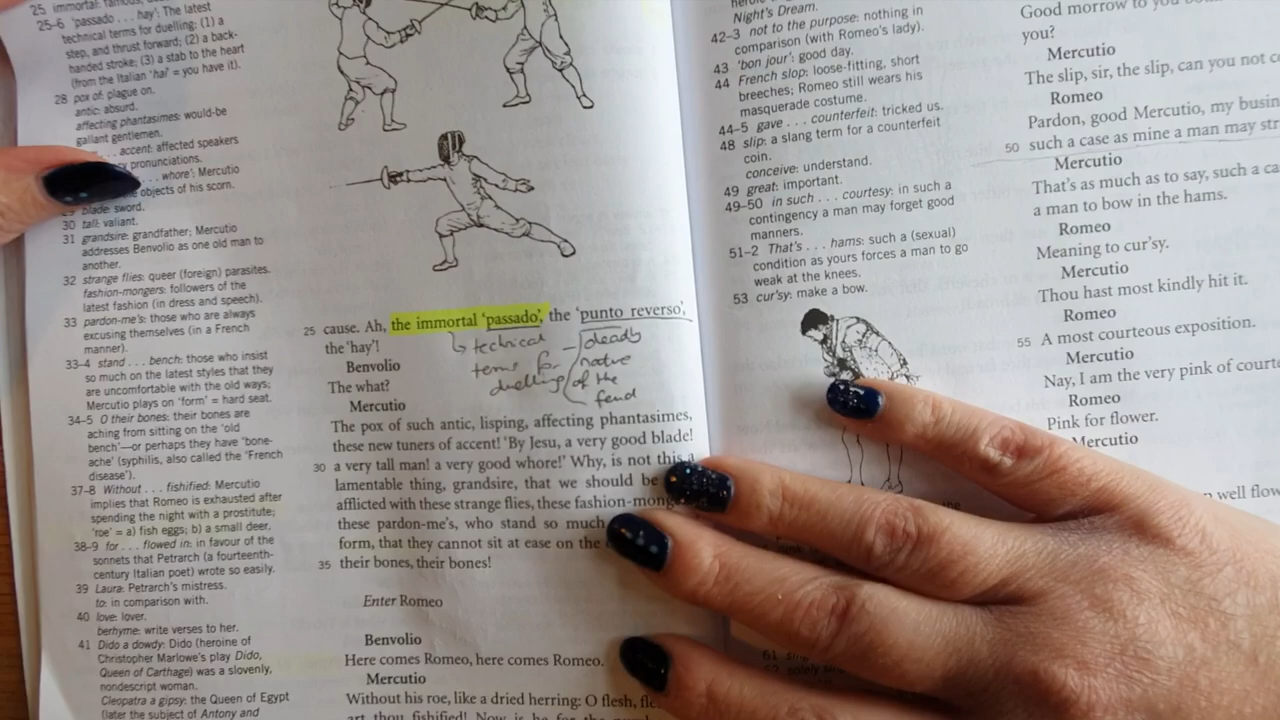 25 immortal: famous,
25–6 'passado . . . hay': The latest
technical terms for duelling: (1) a
step, and thrust forward; (2) a back-
handed stroke; (3) a stab to the heart
(from the Italian 'hai' = you have it).
28 pox of: plague on.
antic: absurd.
affecting phantasimes: would-be
gallant gentlemen.
. . . accent: affected speakers
pronunciations.
. . . whore': Mercutio
objects of his scorn.
29 blade: sword.
30 tall: valiant.
31 grandsire: grandfather; Mercutio
addresses Benvolio as one old man to
another.
32 strange flies: queer (foreign) parasites.
fashion-mongers: followers of the
latest fashion (in dress and speech).
33 pardon-me's: those who are always
excusing themselves (in a French
manner).
33–4 stand . . . bench: those who insist
so much on the latest styles that they
are uncomfortable with the old ways;
Mercutio plays on 'form' = hard seat.
34–5 O their bones: their bones are
aching from sitting on the 'old
bench'—or perhaps they have 'bone-
ache' (syphilis, also called the 'French
disease').
37–8 Without . . . fishified: Mercutio
implies that Romeo is exhausted after
spending the night with a prostitute;
'roe' = a) fish eggs; b) a small deer.
38–9 for . . . flowed in: in favour of the
sonnets that Petrarch (a fourteenth-
century Italian poet) wrote so easily.
39 Laura: Petrarch's mistress.
to: in comparison with.
40 love: lover.
berhyme: write verses to her.
41 Dido a dowdy: Dido (heroine of
Christopher Marlowe's play Dido,
Queen of Carthage) was a slovenly,
nondescript woman.
Cleopatra a gipsy: the Queen of Egypt
(later the subject of Antony and
25 cause. Ah, the immortal 'passado', the 'punto reverso',
the 'hay'!
technical
terms for
duelling
deadly
native
of the
feud
Benvolio
The what?
Mercutio
The pox of such antic, lisping, affecting phantasimes,
these new tuners of accent! 'By Jesu, a very good blade!
30 a very tall man! a very good whore!' Why, is not this a
lamentable thing, grandsire, that we should be
afflicted with these strange flies, these
these pardon-me's, who stand so much
form, that they cannot sit at ease on the
35 their bones, their bones!
Enter Romeo
Benvolio
Here comes Romeo, here comes Romeo.
Mercutio
Without his roe, like a dried herring: O flesh,
art thou fishified! Now is he for the
Night's Dream.
42–3 not to the purpose: nothing in
comparison (with Romeo's lady).
43 'bon jour': good day.
44 French slop: loose-fitting, short
breeches; Romeo still wears his
masquerade costume.
44–5 gave . . . counterfeit: tricked us.
48 slip: a slang term for a counterfeit
coin.
conceive: understand.
49 great: important.
49–50 in such . . . courtesy: in such a
contingency a man may forget good
manners.
51–2 That's . . . hams: such a (sexual)
condition as yours forces a man to go
weak at the knees.
53 cur'sy: make a bow.
the
61
62 solely
Good morrow to you
you?
Mercutio
The slip, sir, the slip, can you not
Romeo
Pardon, good Mercutio, my
50 such a case as mine a man may
Mercutio
That's as much as to say, such a
a man to bow in the hams.
Romeo
Meaning to cur'sy.
Mercutio
Thou hast most kindly hit it.
Romeo
55 A most courteous exposition.
Mercutio
Nay, I am the very pink of
Romeo
Pink for flower.
Mercutio
well